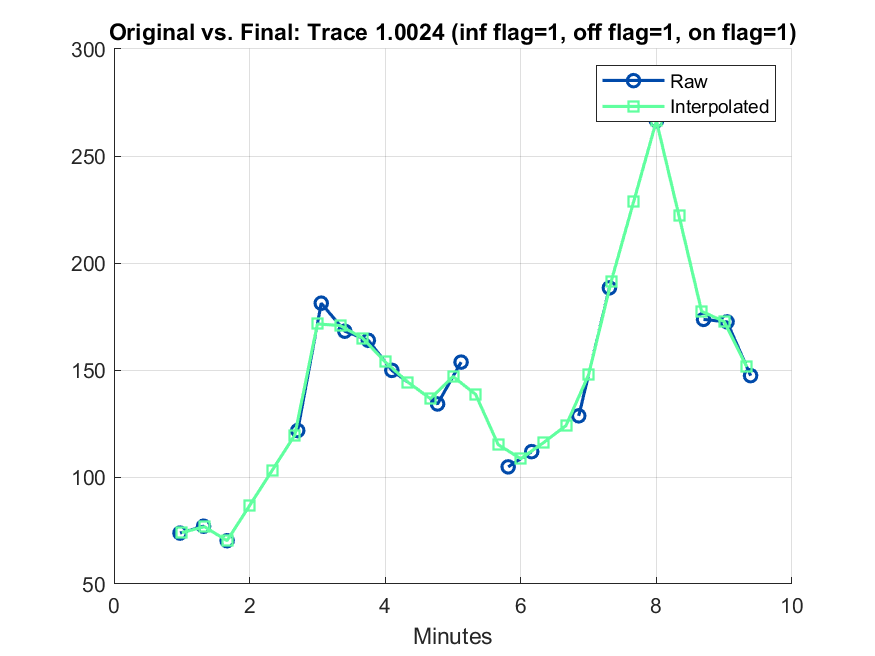 Original vs. Final: Trace 1.0024 (inf flag=1, off flag=1, on flag=1)
300
250
200
150
100
50
Raw
Interpolated
0 2 4 6 8 10
Minutes